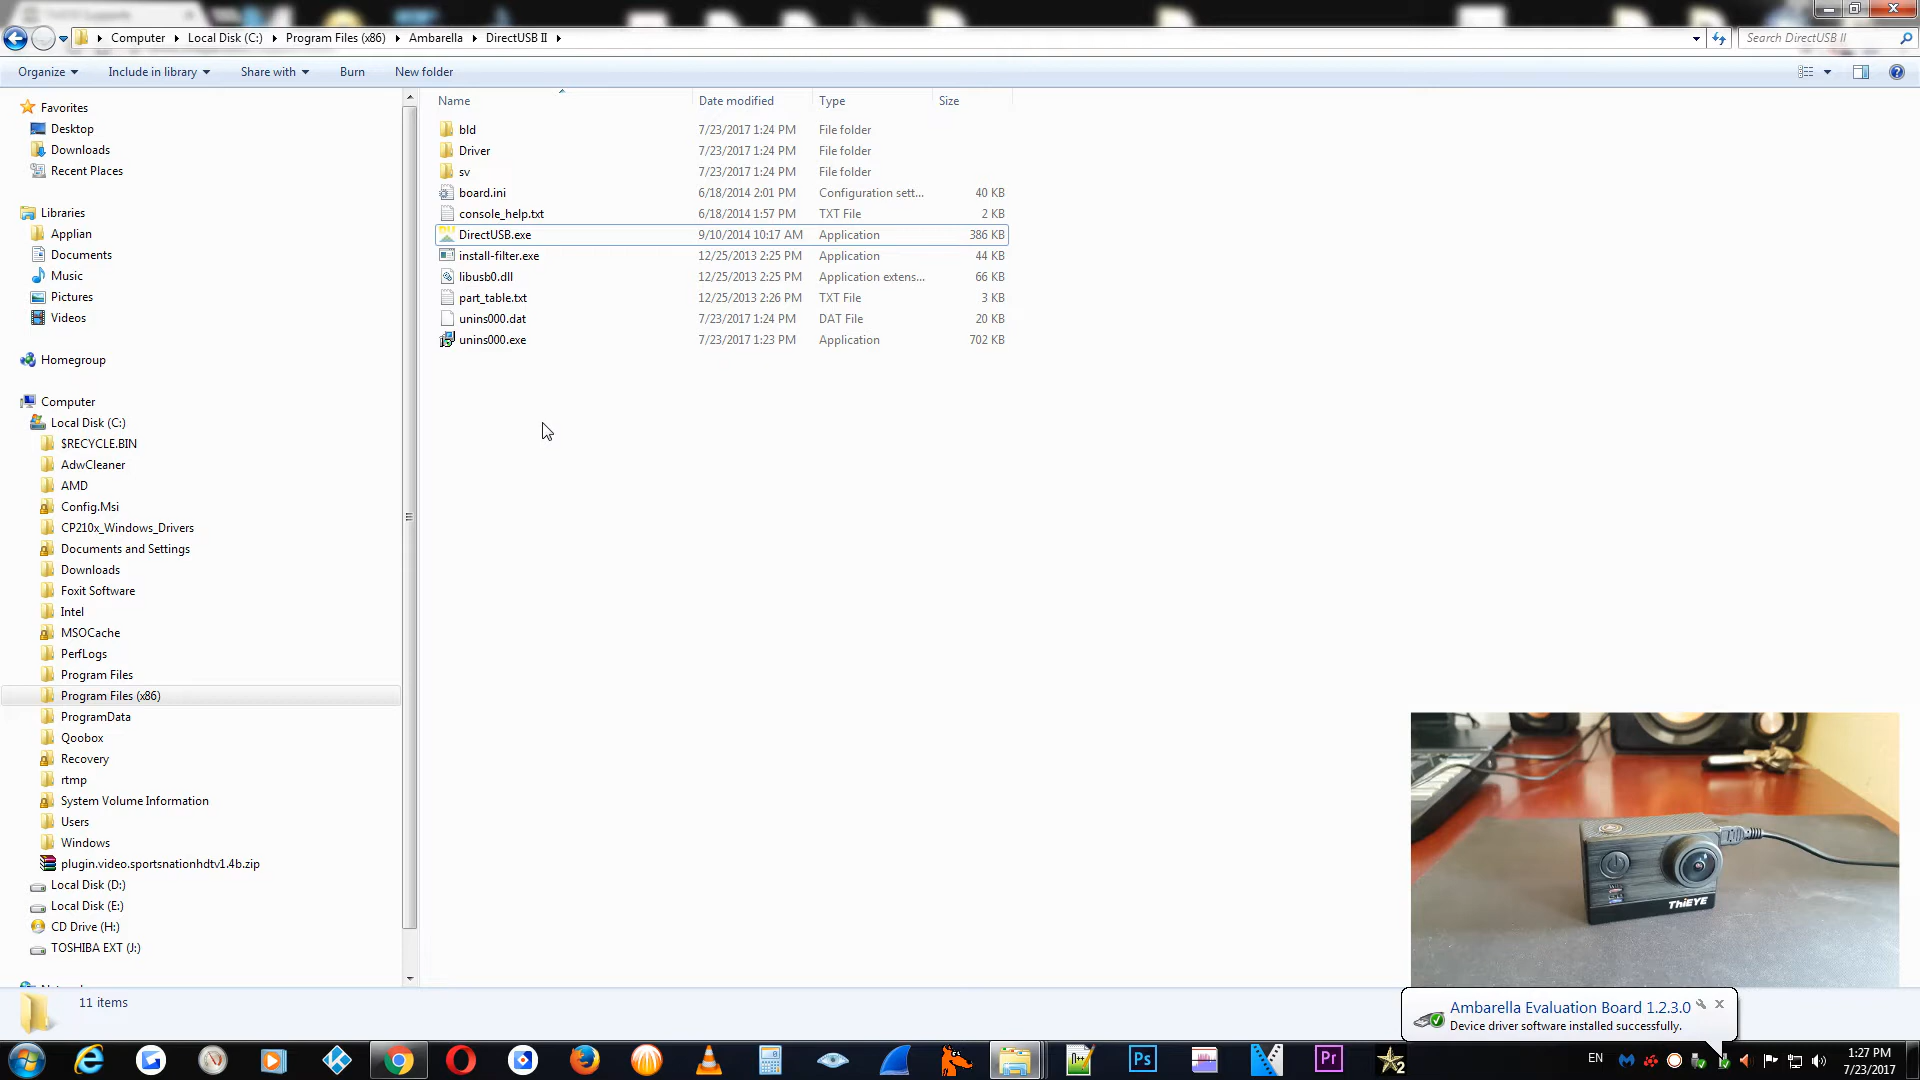 Computer Local Disk (C:) Program Files (x86) Ambarella DirectUSB II
Search DirectUSB II
Organize Include in library Share with Burn New folder
Name Date modified Type Size
Favorites
Desktop
Downloads
Recent Places
Libraries
Applian
Documents
Music
Pictures
Videos
Homegroup
Computer
Local Disk (C:)
$RECYCLE.BIN
AdwCleaner
AMD
Config.Msi
CP210x_Windows_Drivers
Documents and Settings
Downloads
Foxit Software
Intel
MSOCache
PerfLogs
Program Files
Program Files (x86)
ProgramData
Qoobox
Recovery
rtmp
System Volume Information
Users
Windows
plugin.video.sportsnationhdtv1.4b.zip
Local Disk (D:)
Local Disk (E:)
CD Drive (H:)
TOSHIBA EXT (J:)
bld 7/23/2017 1:24 PM File folder
Driver 7/23/2017 1:24 PM File folder
sv 7/23/2017 1:24 PM File folder
board.ini 6/18/2014 2:01 PM Configuration sett... 40 KB
console_help.txt 6/18/2014 1:57 PM TXT File 2 KB
DirectUSB.exe 9/10/2014 10:17 AM Application 386 KB
install-filter.exe 12/25/2013 2:25 PM Application 44 KB
libusb0.dll 12/25/2013 2:25 PM Application extens... 66 KB
part_table.txt 12/25/2013 2:26 PM TXT File 3 KB
unins000.dat 7/23/2017 1:24 PM DAT File 20 KB
unins000.exe 7/23/2017 1:23 PM Application 702 KB
ThiEYE
11 items
Ambarella Evaluation Board 1.2.3.0
Device driver software installed successfully.
Ps
Pr
2
EN
1:27 PM
7/23/2017